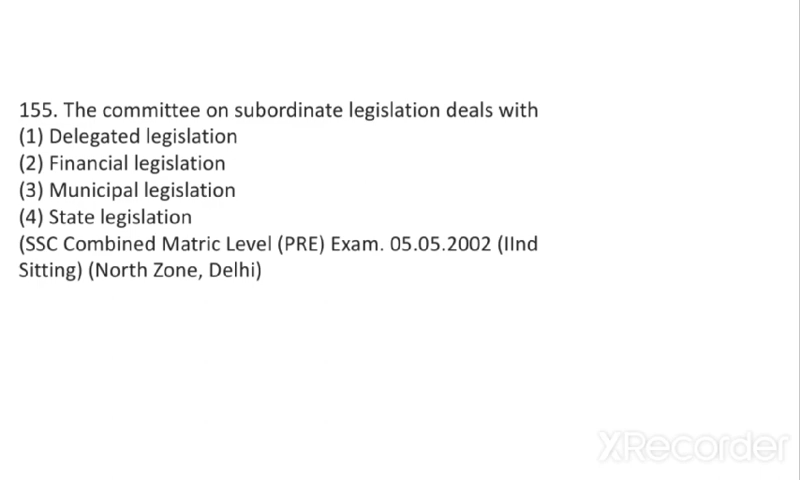 155. The committee on subordinate legislation deals with
(1) Delegated legislation
(2) Financial legislation
(3) Municipal legislation
(4) State legislation
(SSC Combined Matric Level (PRE) Exam. 05.05.2002 (IInd
Sitting) (North Zone, Delhi)
XRecorder